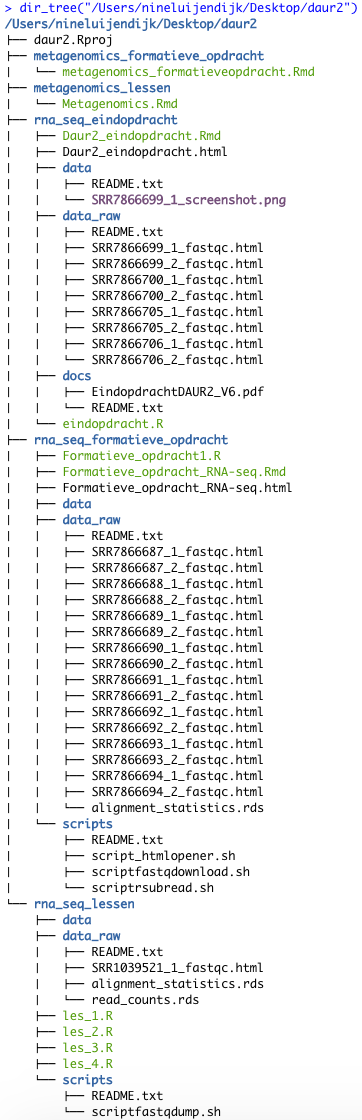 > dir_tree("/Users/nineluijendijk/Desktop/daur2")
/Users/nineluijendijk/Desktop/daur2
├── daur2.Rproj
├── metagenomics_formatieve_opdracht
|   └── metagenomics_formatieveopdracht.Rmd
├── metagenomics_lessen
|   └── Metagenomics.Rmd
├── rna_seq_eindopdracht
|   ├── Daur2_eindopdracht.Rmd
|   ├── Daur2_eindopdracht.html
|   ├── data
|   |   ├── README.txt
|   |   └── SRR7866699_1_screenshot.png
|   ├── data_raw
|   |   ├── README.txt
|   |   ├── SRR7866699_1_fastqc.html
|   |   ├── SRR7866699_2_fastqc.html
|   |   ├── SRR7866700_1_fastqc.html
|   |   ├── SRR7866700_2_fastqc.html
|   |   ├── SRR7866705_1_fastqc.html
|   |   ├── SRR7866705_2_fastqc.html
|   |   ├── SRR7866706_1_fastqc.html
|   |   └── SRR7866706_2_fastqc.html
|   ├── docs
|   |   ├── EindopdrachtDAUR2_V6.pdf
|   |   └── README.txt
|   └── eindopdracht.R
├── rna_seq_formatieve_opdracht
|   ├── Formatieve_opdracht1.R
|   ├── Formatieve_opdracht_RNA-seq.Rmd
|   ├── Formatieve_opdracht_RNA-seq.html
|   ├── data
|   ├── data_raw
|   |   ├── README.txt
|   |   ├── SRR7866687_1_fastqc.html
|   |   ├── SRR7866687_2_fastqc.html
|   |   ├── SRR7866688_1_fastqc.html
|   |   ├── SRR7866688_2_fastqc.html
|   |   ├── SRR7866689_1_fastqc.html
|   |   ├── SRR7866689_2_fastqc.html
|   |   ├── SRR7866690_1_fastqc.html
|   |   ├── SRR7866690_2_fastqc.html
|   |   ├── SRR7866691_1_fastqc.html
|   |   ├── SRR7866691_2_fastqc.html
|   |   ├── SRR7866692_1_fastqc.html
|   |   ├── SRR7866692_2_fastqc.html
|   |   ├── SRR7866693_1_fastqc.html
|   |   ├── SRR7866693_2_fastqc.html
|   |   ├── SRR7866694_1_fastqc.html
|   |   ├── SRR7866694_2_fastqc.html
|   |   └── alignment_statistics.rds
|   └── scripts
|       ├── README.txt
|       ├── script_htmlopener.sh
|       ├── scriptfastqdownload.sh
|       └── scriptrsubread.sh
└── rna_seq_lessen
    ├── data
    ├── data_raw
    |   ├── README.txt
    |   ├── SRR1039521_1_fastqc.html
    |   ├── alignment_statistics.rds
    |   └── read_counts.rds
    ├── les_1.R
    ├── les_2.R
    ├── les_3.R
    ├── les_4.R
    └── scripts
        ├── README.txt
        └── scriptfastqdump.sh